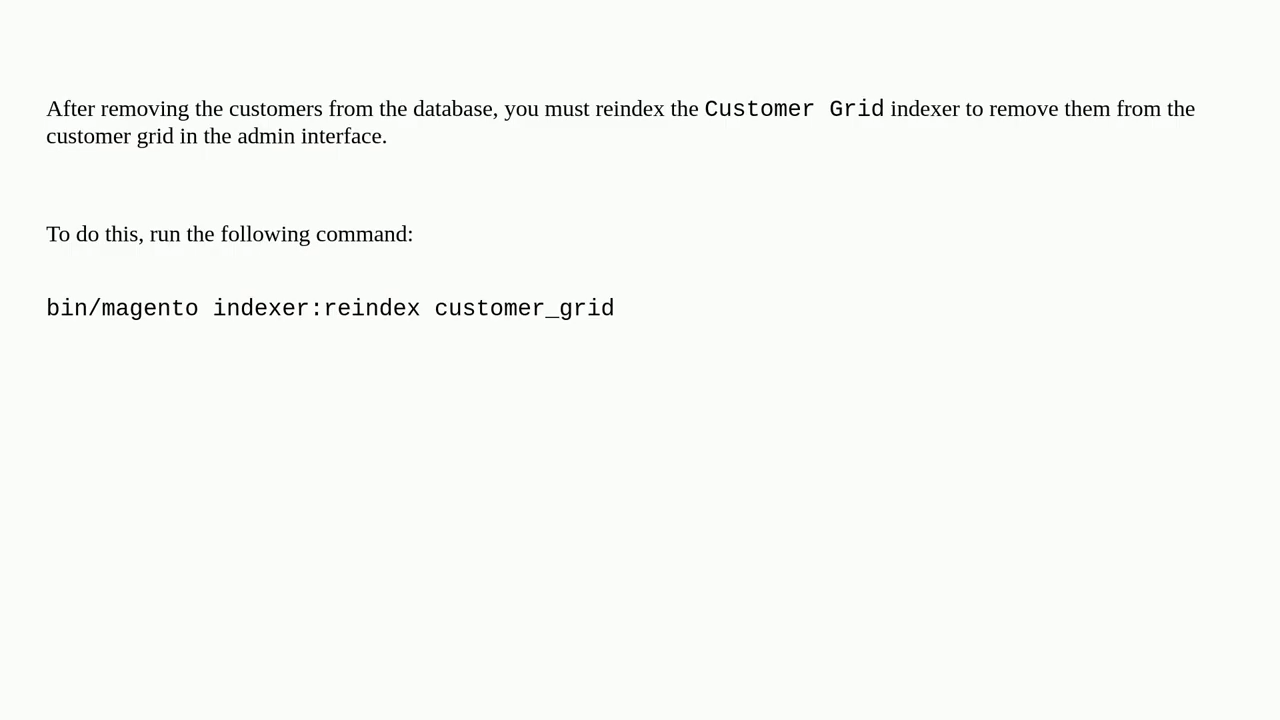 After removing the customers from the database, you must reindex the Customer Grid indexer to remove them from the
customer grid in the admin interface.
To do this, run the following command:
bin/magento indexer:reindex customer_grid